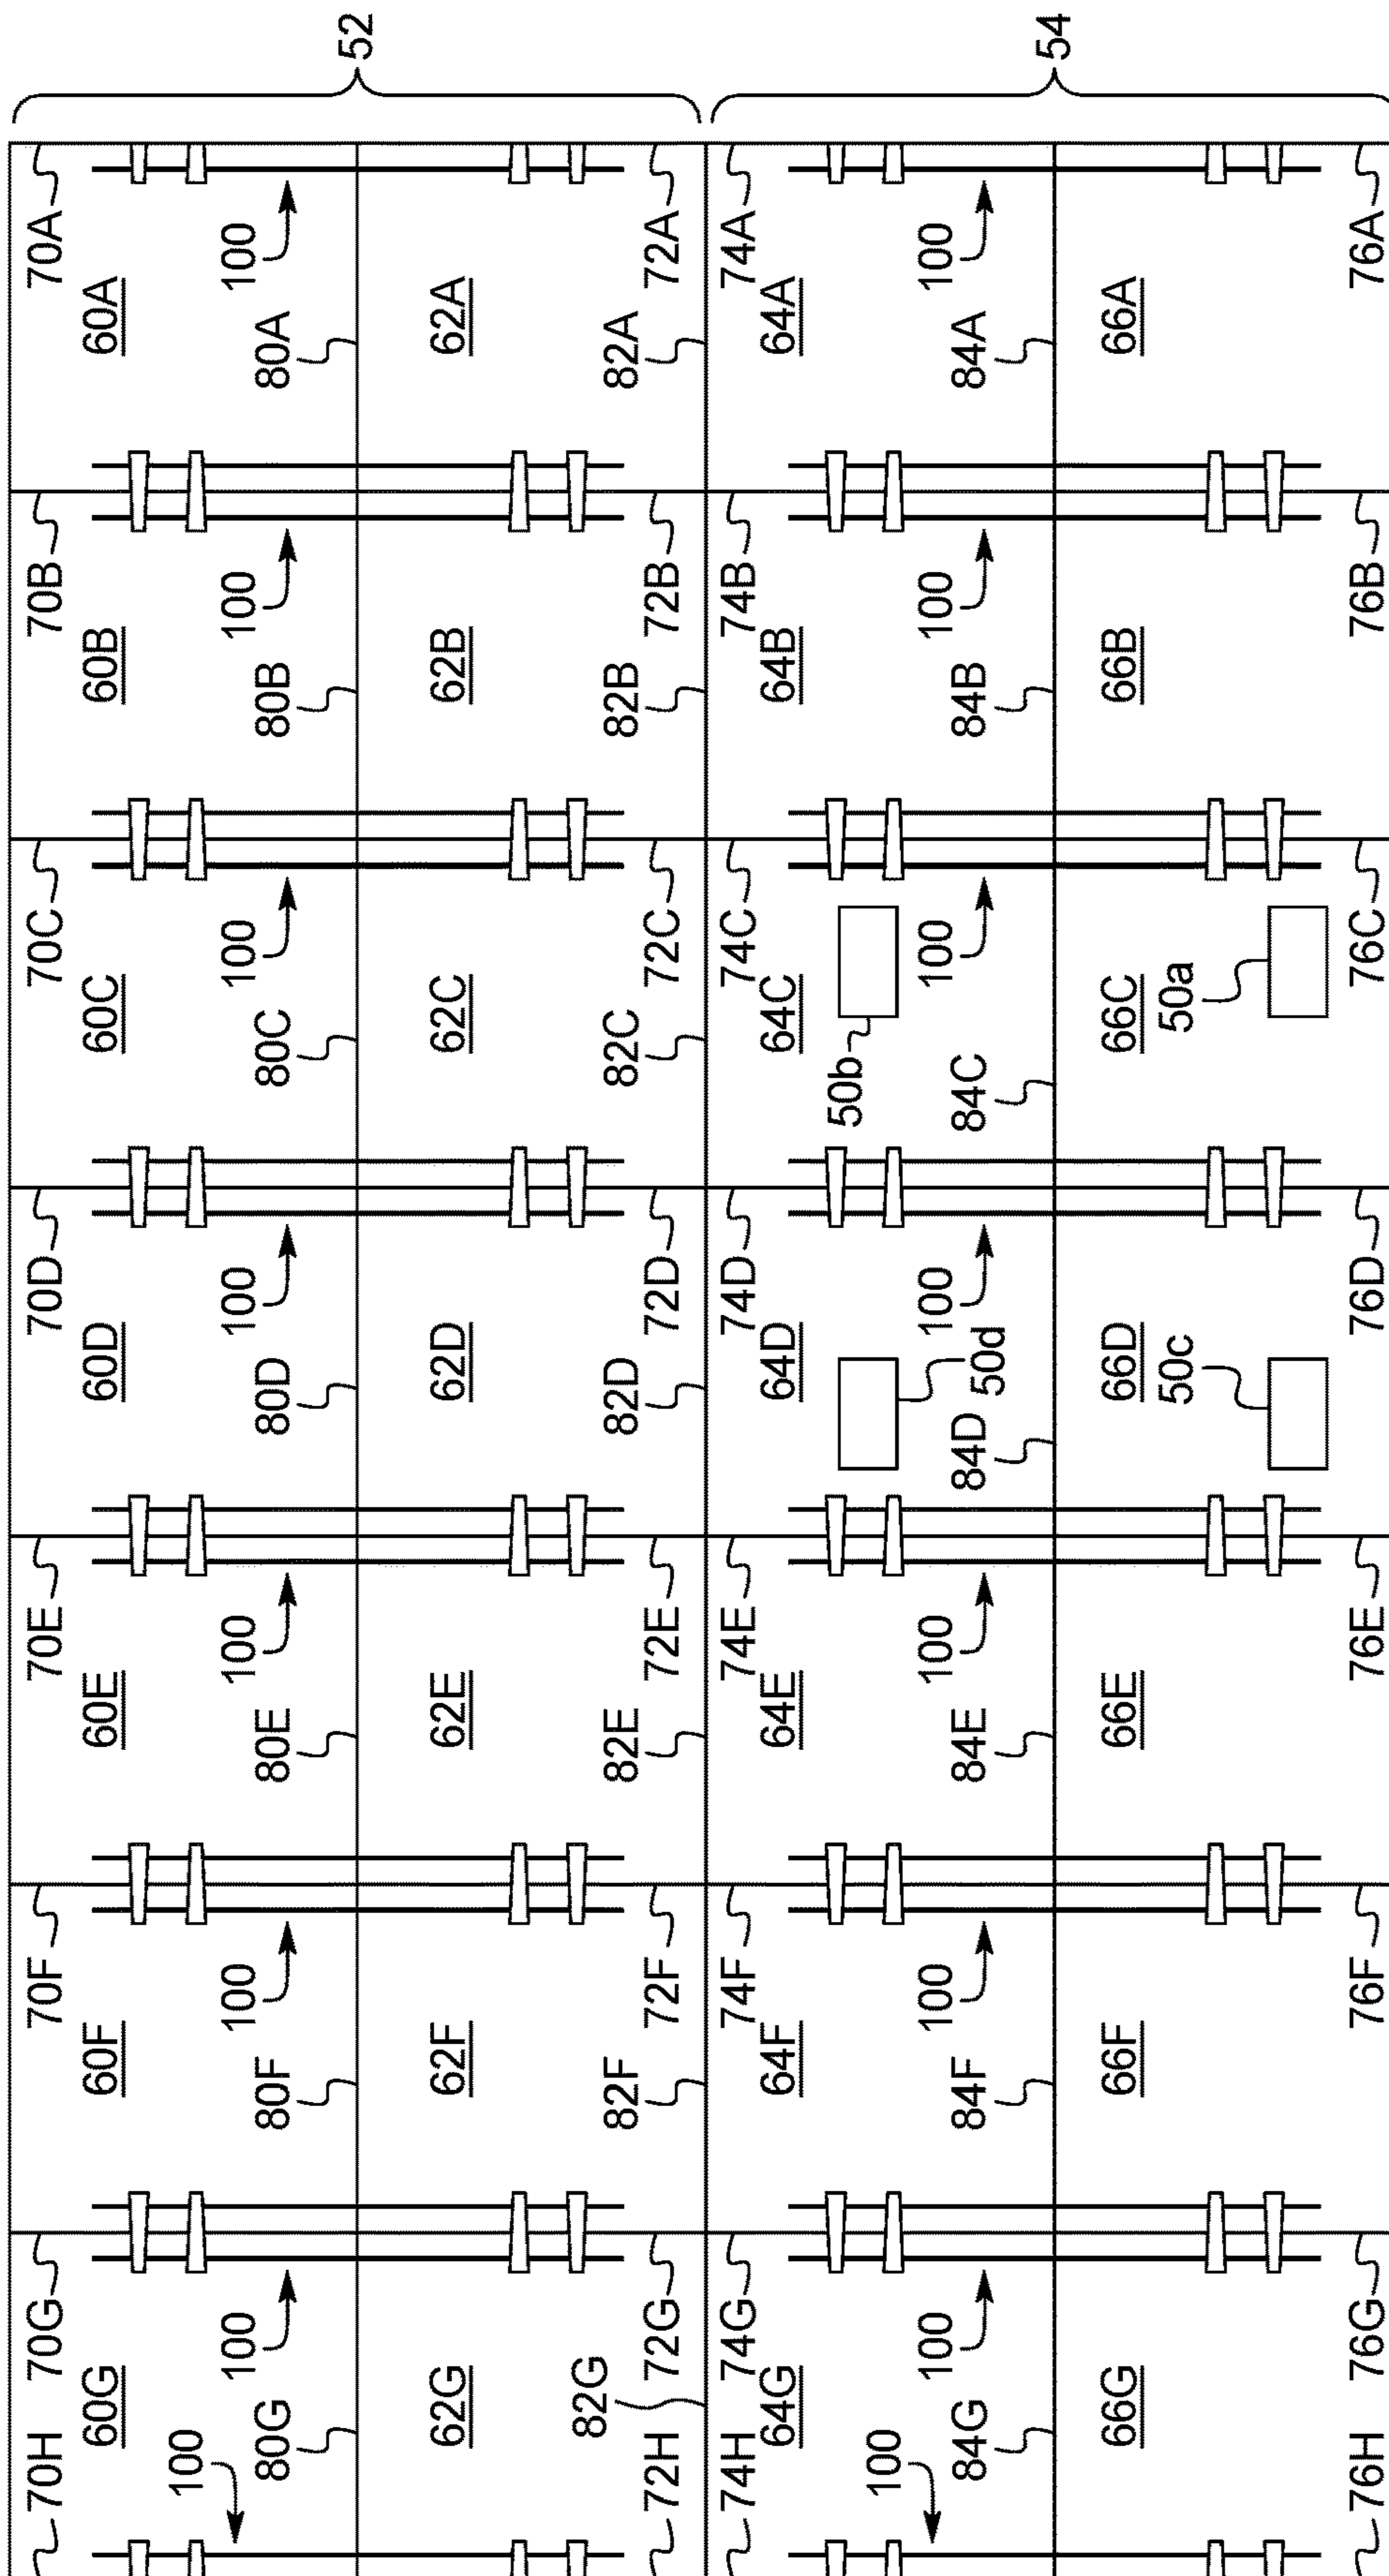 52
54
70A
60A
100
80A
62A
72A
82A
74A
64A
100
84A
66A
76A
70B
60B
100
80B
62B
72B
82B
74B
64B
100
84B
66B
76B
70C
60C
100
80C
62C
72C
82C
74C
64C
50b
100
84C
66C
50a
76C
70D
60D
100
80D
62D
72D
82D
74D
64D
100
50d
84D
66D
50c
76D
70E
60E
100
80E
62E
72E
82E
74E
64E
100
84E
66E
76E
70F
60F
100
80F
62F
72F
82F
74F
64F
100
84F
66F
76F
70G
60G
100
80G
62G
72G
82G
74G
64G
100
84G
66G
76G
70H
100
72H
74H
100
76H